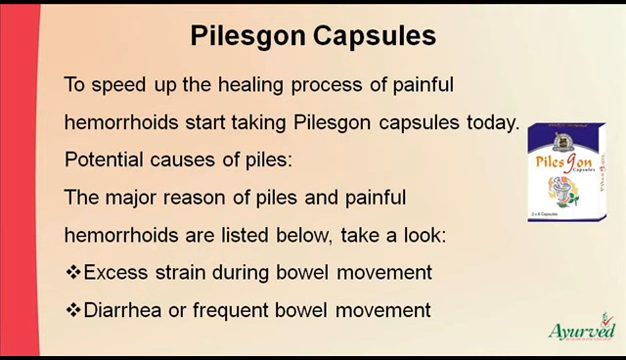 Pilesgon Capsules
To speed up the healing process of painful
hemorrhoids start taking Pilesgon capsules today.
Potential causes of piles:
The major reason of piles and painful
hemorrhoids are listed below, take a look:
❖Excess strain during bowel movement
❖Diarrhea or frequent bowel movement
Pilesgon
Capsules
Ayurved